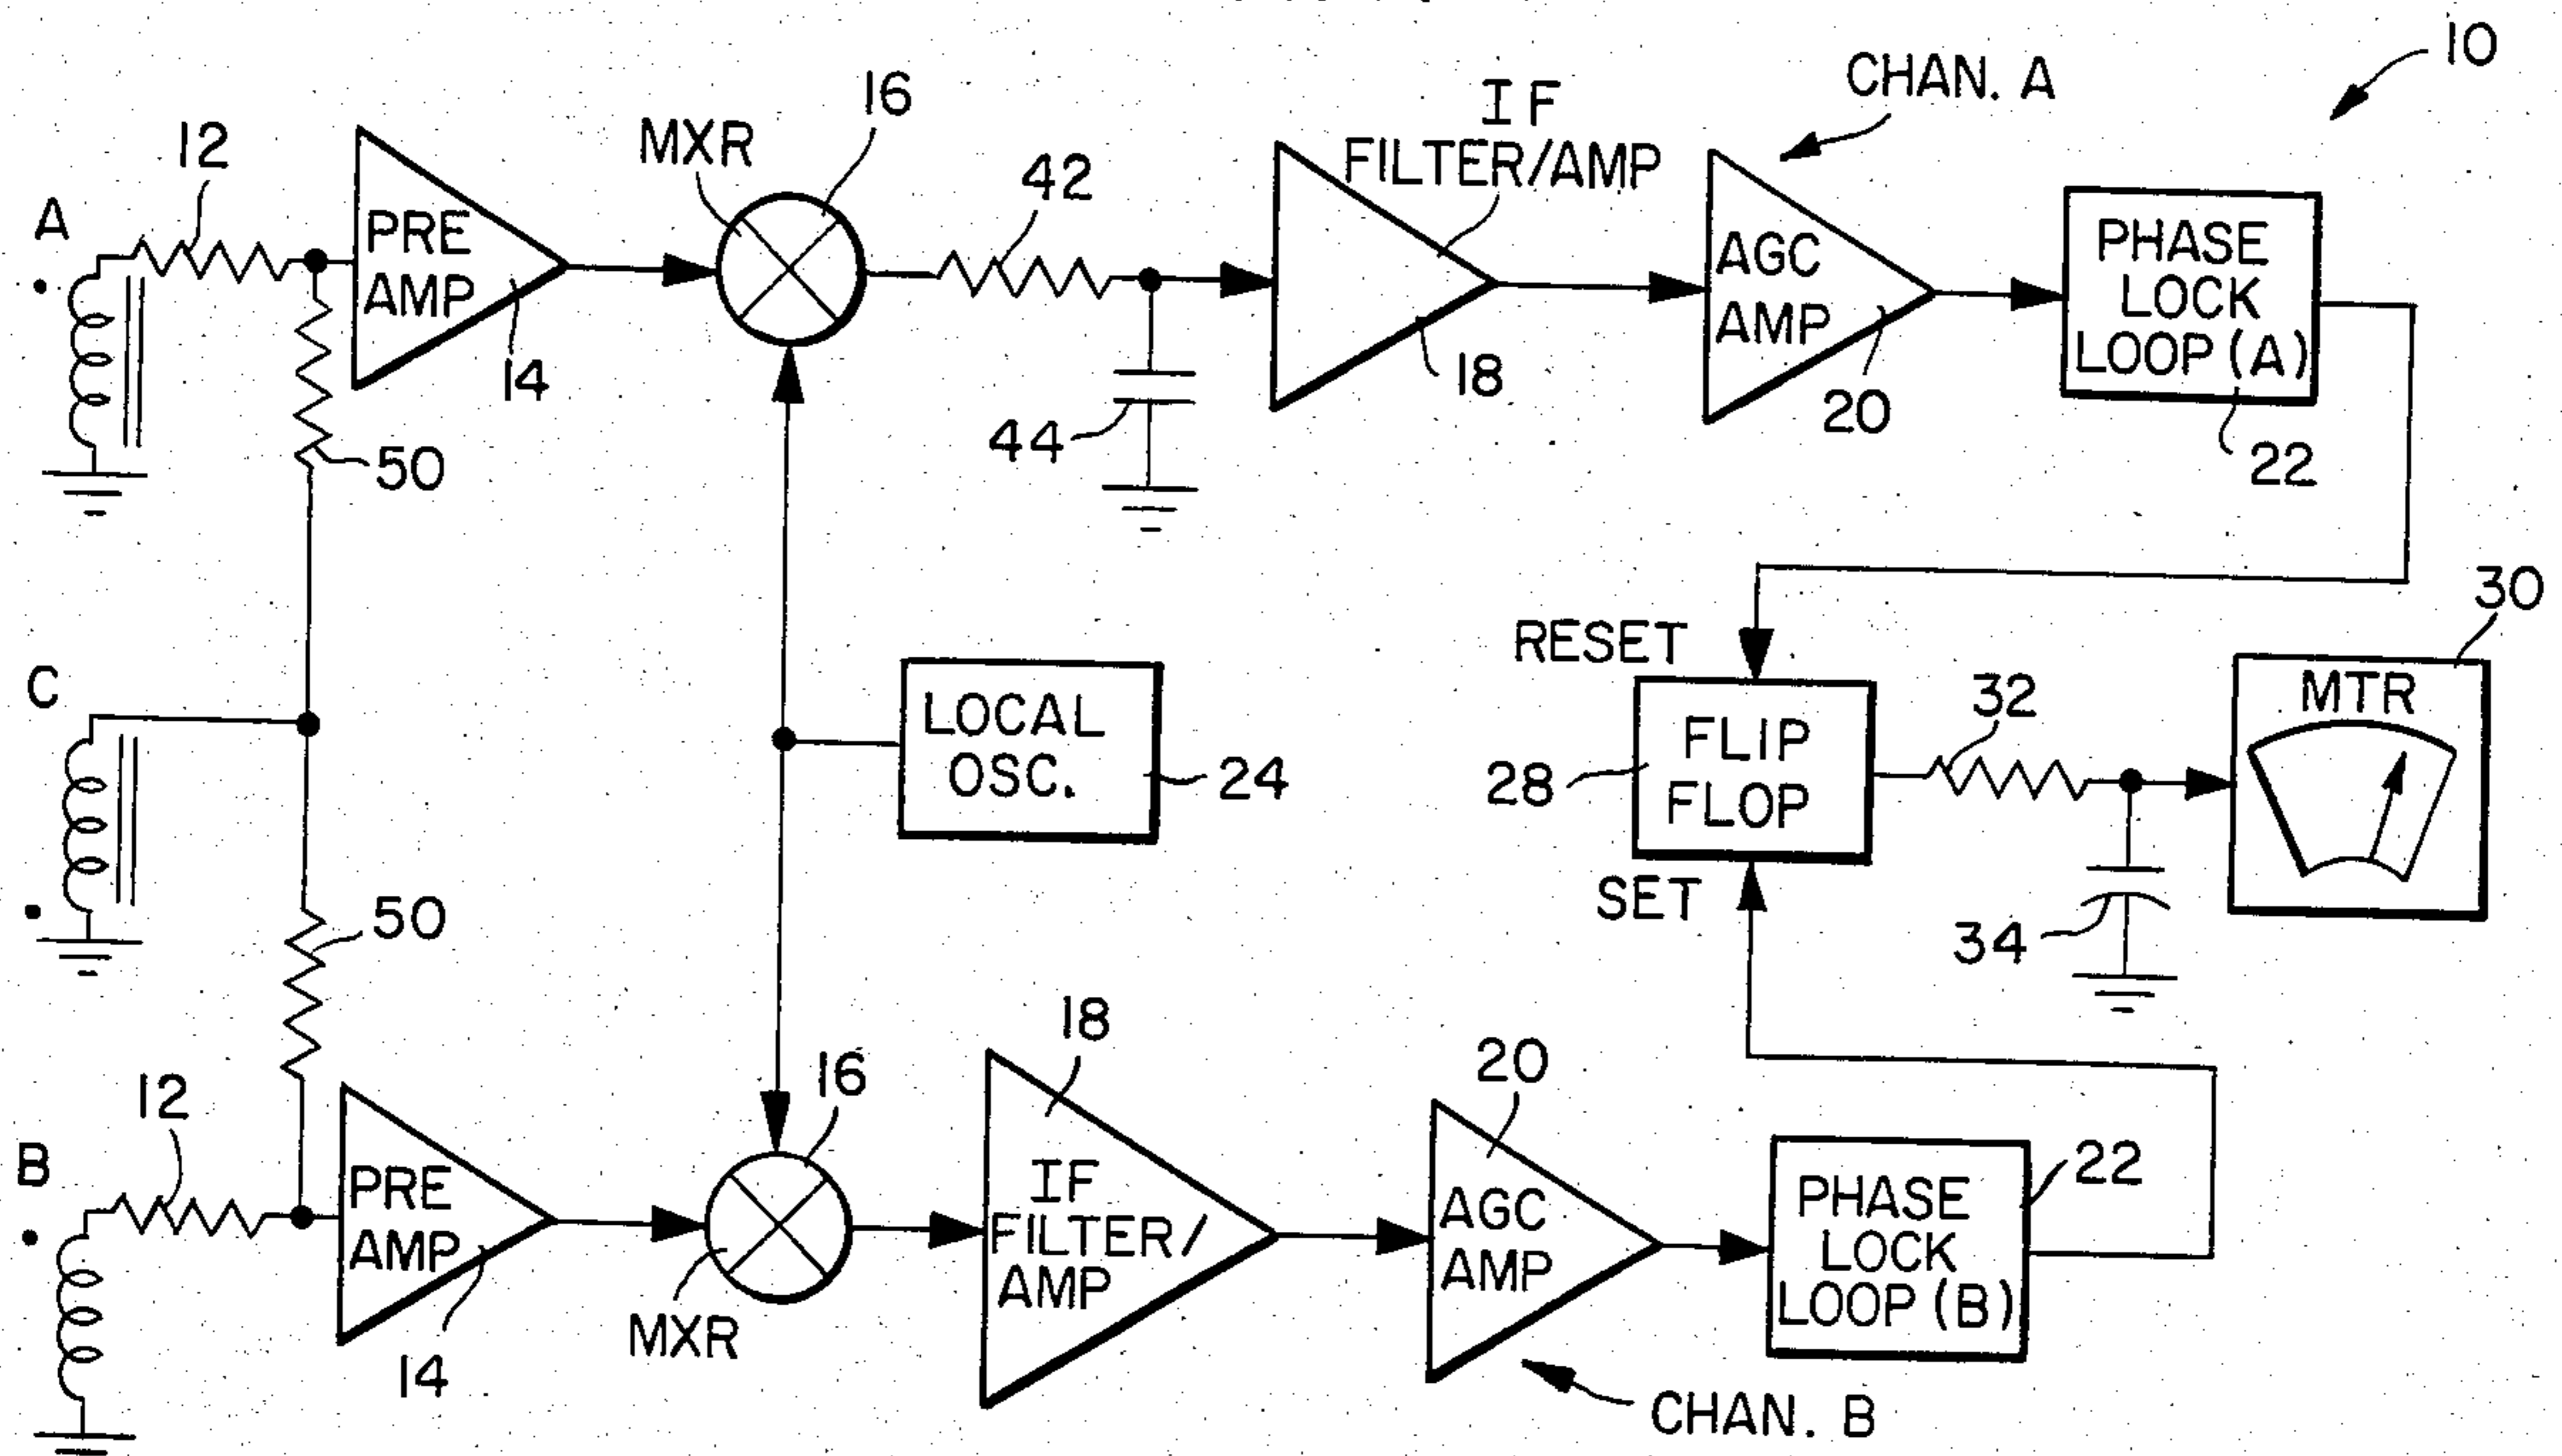 10
CHAN. A
IF
FILTER/AMP
16
MXR
12
42
A
PRE
AMP
14
44
18
AGC
AMP
20
PHASE
LOCK
LOOP (A)
22
50
C
LOCAL
OSC.
24
RESET
28
FLIP
FLOP
SET
32
34
30
MTR
50
12
B
PRE
AMP
14
16
MXR
18
IF
FILTER/
AMP
20
AGC
AMP
PHASE
LOCK
LOOP (B)
22
CHAN. B